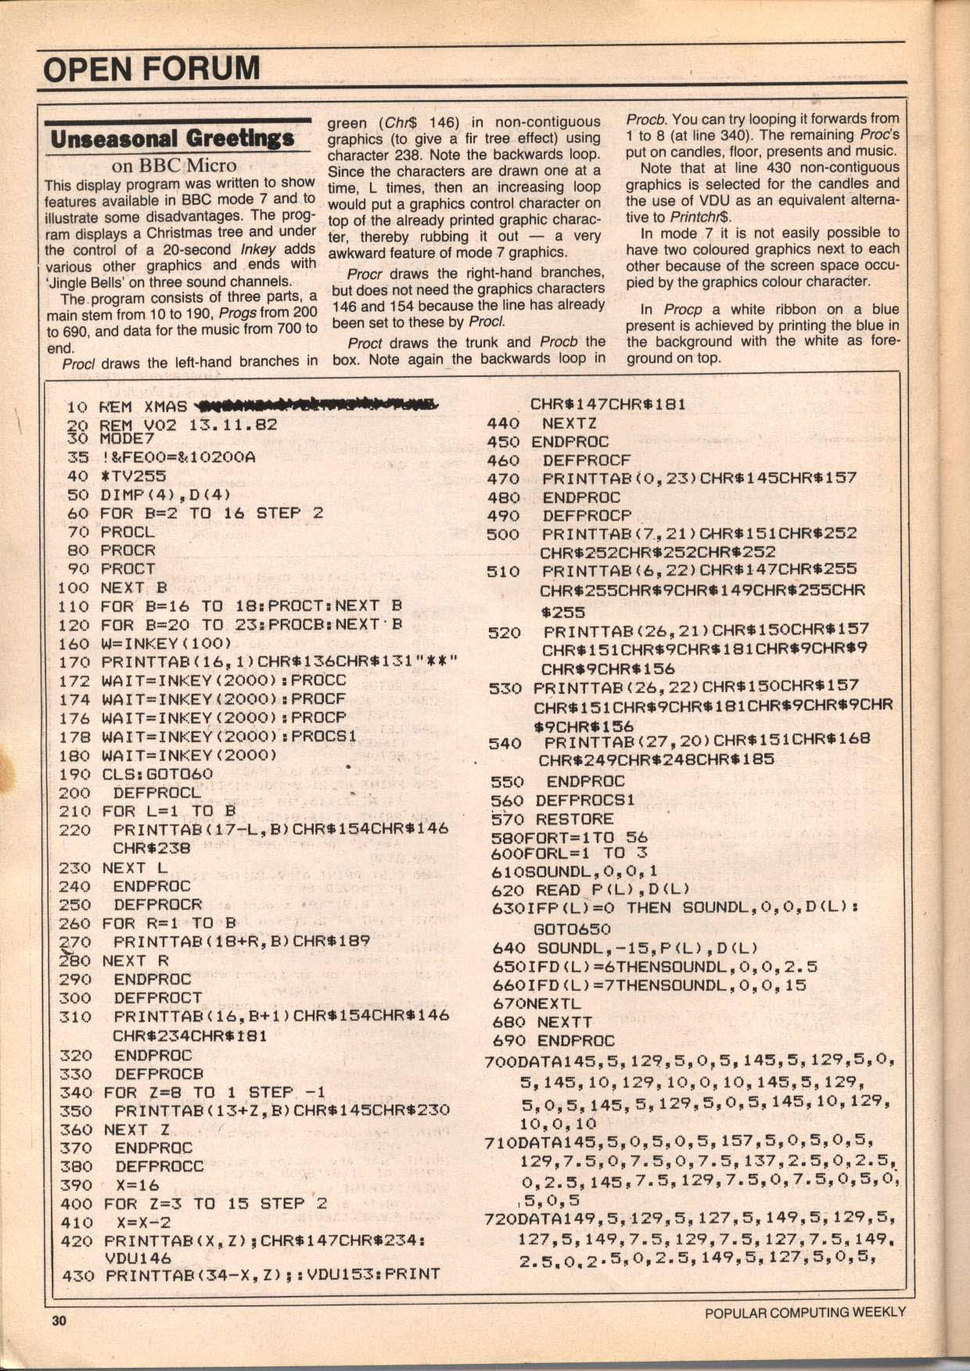 OPEN FORUM
Unseasonal Greetings
on BBC Micro
This display program was written to show
features available in BBC mode 7 and to
illustrate some disadvantages. The prog-
ram displays a Christmas tree and under
the control of a 20-second Inkey adds
various other graphics and ends with
'Jingle Bells' on three sound channels.
The program consists of three parts, a
main stem from 10 to 190, Progs from 200
to 690, and data for the music from 700 to
end.
Procl draws the left-hand branches in
green (Chr$ 146) in non-contiguous
graphics (to give a fir tree effect) using
character 238. Note the backwards loop.
Since the characters are drawn one at a
time, L times, then an increasing loop
would put a graphics control character on
top of the already printed graphic charac-
ter, thereby rubbing it out — a very
awkward feature of mode 7 graphics.
Procr draws the right-hand branches,
but does not need the graphics characters
146 and 154 because the line has already
been set to these by Procl.
Proct draws the trunk and Procb the
box. Note again the backwards loop in
Procb. You can try looping it forwards from
1 to 8 (at line 340). The remaining Proc's
put on candles, floor, presents and music.
Note that at line 430 non-contiguous
graphics is selected for the candles and
the use of VDU as an equivalent alterna-
tive to Printchr$.
In mode 7 it is not easily possible to
have two coloured graphics next to each
other because of the screen space occu-
pied by the graphics colour character.
In Procp a white ribbon on a blue
present is achieved by printing the blue in
the background with the white as fore-
ground on top.
10 REM XMAS
20 REM V02 13.11.82
30 MODE7
35 !&FE00=&10200A
40 *TV255
50 DIMP(4),D(4)
60 FOR B=2 TO 16 STEP 2
70 PROCL
80 PROCR
90 PROCT
100 NEXT B
110 FOR B=16 TO 18:PROCT:NEXT B
120 FOR B=20 TO 23:PROCB:NEXT B
160 W=INKEY(100)
170 PRINTTAB(16,1)CHR$136CHR$131"**"
172 WAIT=INKEY(2000):PROCC
174 WAIT=INKEY(2000):PROCF
176 WAIT=INKEY(2000):PROCP
178 WAIT=INKEY(2000):PROCS1
180 WAIT=INKEY(2000)
190 CLS:GOTO60
200 DEFPROCL
210 FOR L=1 TO B
220 PRINTTAB(17-L,B)CHR$154CHR$146
CHR$238
230 NEXT L
240 ENDPROC
250 DEFPROCR
260 FOR R=1 TO B
270 PRINTTAB(18+R,B)CHR$189
280 NEXT R
290 ENDPROC
300 DEFPROCT
310 PRINTTAB(16,B+1)CHR$154CHR$146
CHR$234CHR$181
320 ENDPROC
330 DEFPROCB
340 FOR Z=8 TO 1 STEP -1
350 PRINTTAB(13+Z,B)CHR$145CHR$230
360 NEXT Z
370 ENDPROC
380 DEFPROCC
390 X=16
400 FOR Z=3 TO 15 STEP 2
410 X=X-2
420 PRINTTAB(X,Z);CHR$147CHR$234:
VDU146
430 PRINTTAB(34-X,Z);:VDU153:PRINT
CHR$147CHR$181
440 NEXTZ
450 ENDPROC
460 DEFPROCF
470 PRINTTAB(0,23)CHR$145CHR$157
480 ENDPROC
490 DEFPROCP
500 PRINTTAB(7,21)CHR$151CHR$252
CHR$252CHR$252CHR$252
510 PRINTTAB(6,22)CHR$147CHR$255
CHR$255CHR$9CHR$149CHR$255CHR
$255
520 PRINTTAB(26,21)CHR$150CHR$157
CHR$151CHR$9CHR$181CHR$9CHR$9
CHR$9CHR$156
530 PRINTTAB(26,22)CHR$150CHR$157
CHR$151CHR$9CHR$181CHR$9CHR$9CHR
$9CHR$156
540 PRINTTAB(27,20)CHR$151CHR$168
CHR$249CHR$248CHR$185
550 ENDPROC
560 DEFPROCS1
570 RESTORE
580FORT=1TO 56
600FORL=1 TO 3
610SOUNDL,0,0,1
620 READ P(L),D(L)
630IFP(L)=0 THEN SOUNDL,0,0,D(L):
GOTO650
640 SOUNDL,-15,P(L),D(L)
650IFD(L)=6THENSOUNDL,0,0,2.5
660IFD(L)=7THENSOUNDL,0,0,15
670NEXTL
680 NEXTT
690 ENDPROC
700DATA145,5,129,5,0,5,145,5,129,5,0,
5,145,10,129,10,0,10,145,5,129,
5,0,5,145,5,129,5,0,5,145,10,129,
10,0,10
710DATA145,5,0,5,0,5,157,5,0,5,0,5,
129,7.5,0,7.5,0,7.5,137,2.5,0,2.5,
0,2.5,145,7.5,129,7.5,0,7.5,0,5,0,
5,0,5
720DATA149,5,129,5,127,5,149,5,129,5,
127,5,149,7.5,129,7.5,127,7.5,149,
2.5,0,2.5,0,2.5,149,5,127,5,0,5,
30
POPULAR COMPUTING WEEKLY